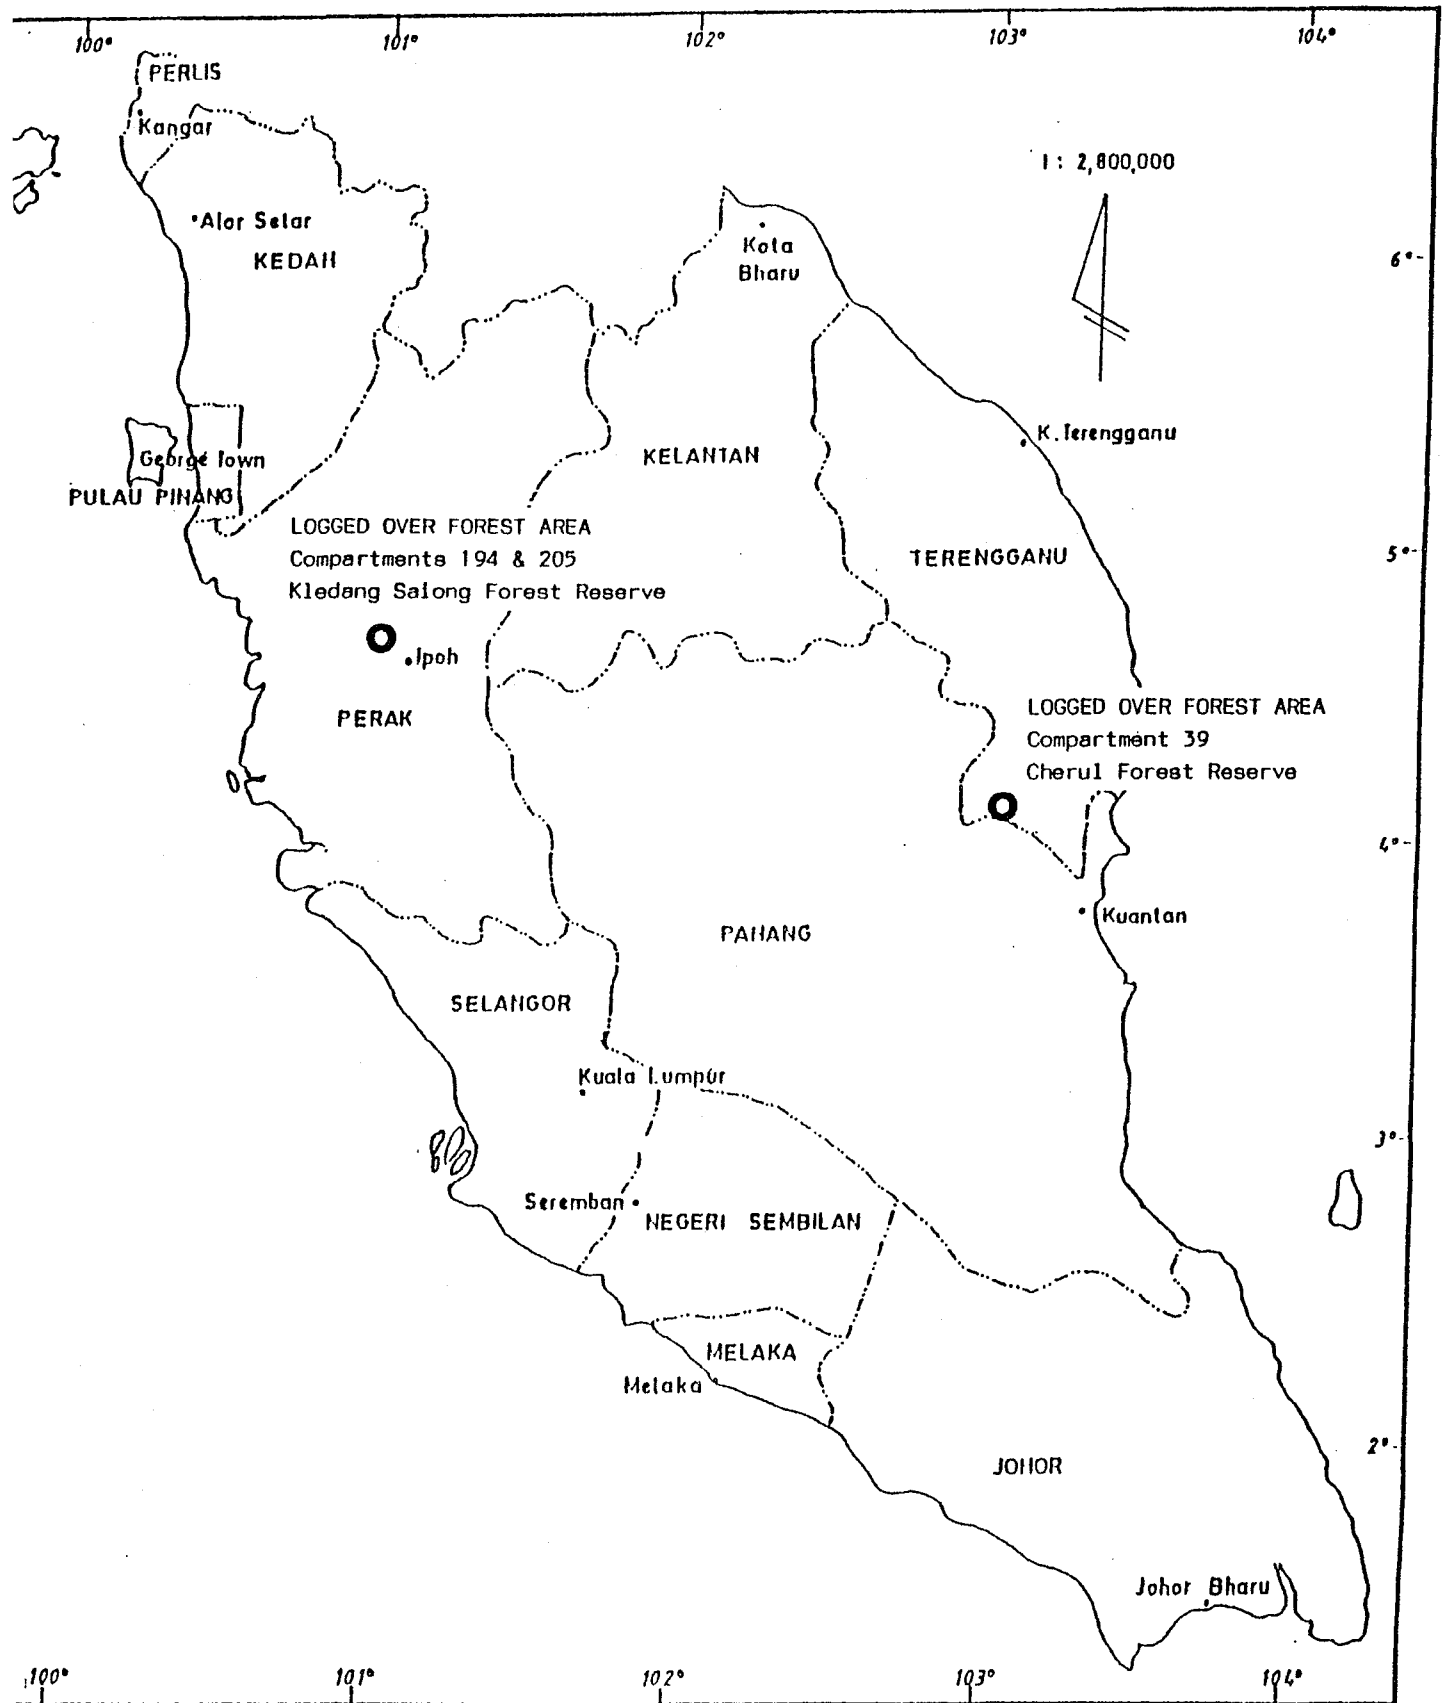 100° 101° 102° 103° 104°
PERLIS
Kangar
1 : 2,800,000
Alor Setar
KEDAH
Kota
Bharu
6°
K.Terengganu
George Town
KELANTAN
PULAU PINANG
LOGGED OVER FOREST AREA
Compartments 194 & 205
Kledang Saiong Forest Reserve
TERENGGANU
5°
Ipoh
PERAK
LOGGED OVER FOREST AREA
Compartment 39
Cherul Forest Reserve
4°
Kuantan
PAHANG
SELANGOR
Kuala Lumpur
3°
Seremban
NEGERI SEMBILAN
MELAKA
Melaka
2°
JOHOR
Johor Bharu
100° 101° 102° 103° 104°